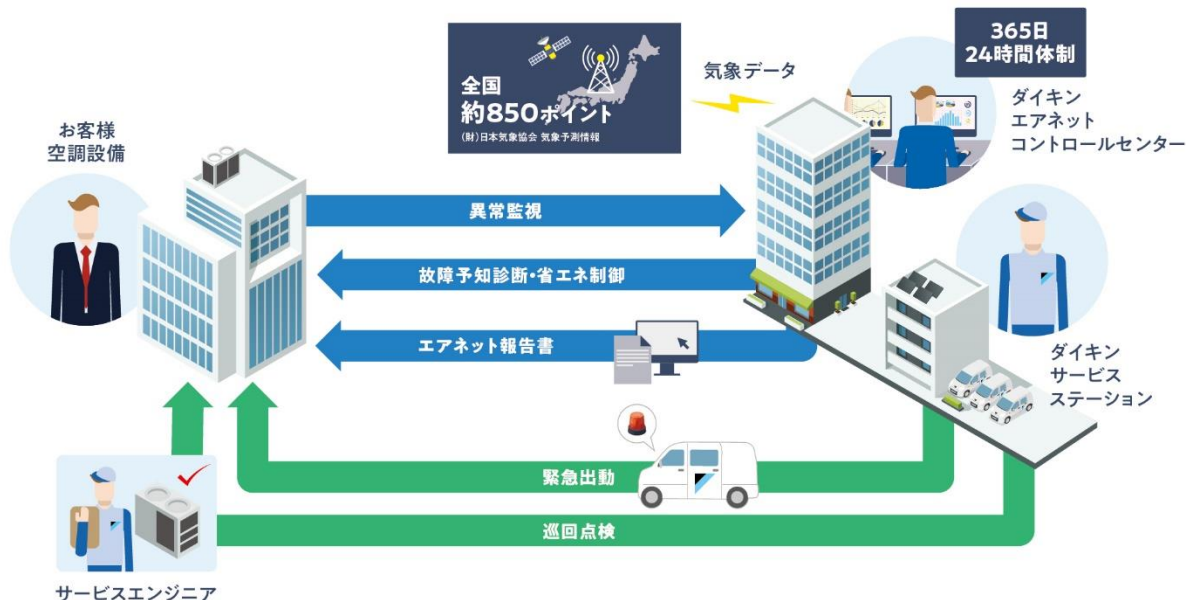 365日
24時間体制
全国
約850ポイント
(財)日本気象協会 気象予測情報
気象データ
ダイキン
エアネット
コントロールセンター
お客様
空調設備
異常監視
故障予知診断・省エネ制御
エアネット報告書
ダイキン
サービス
ステーション
緊急出動
巡回点検
サービスエンジニア